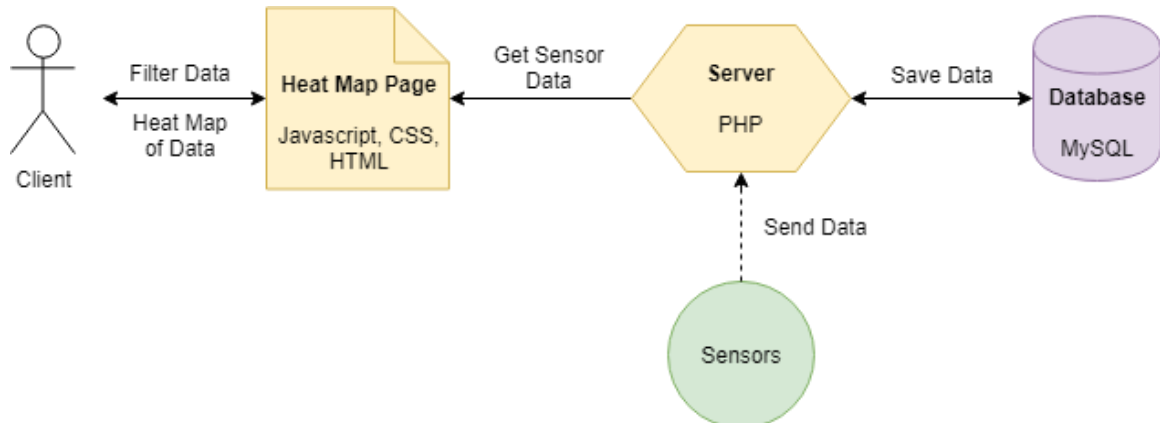 Filter Data
Heat Map
of Data
Client
Heat Map Page
Javascript, CSS,
HTML
Get Sensor
Data
Server
PHP
Save Data
Database
MySQL
Send Data
Sensors